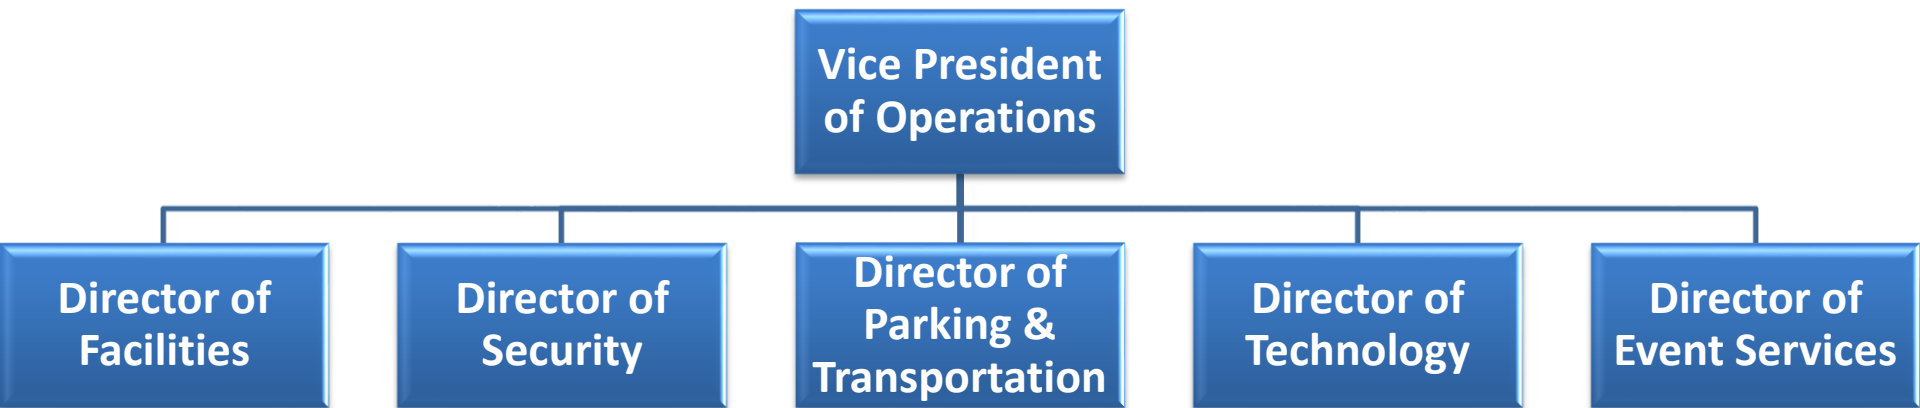 Vice President
of Operations
Director of
Facilities
Director of
Security
Director of
Parking &
Transportation
Director of
Technology
Director of
Event Services